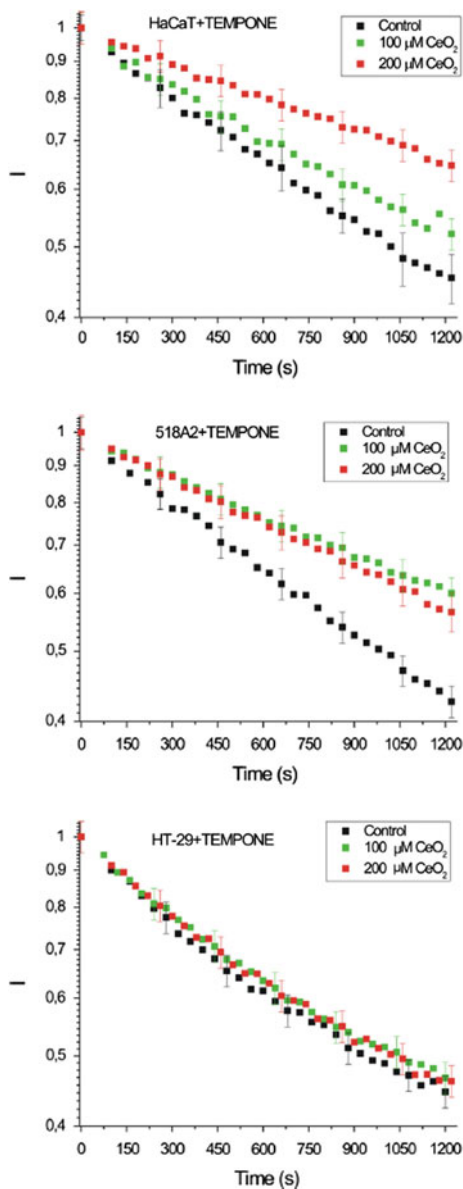 HaCaT+TEMPONE
Control
100 µM CeO₂
200 µM CeO₂
1
0,9
0,8
0,7
0,6
0,5
0,4
I
0 150 300 450 600 750 900 1050 1200
Time (s)
518A2+TEMPONE
Control
100 µM CeO₂
200 µM CeO₂
1
0,9
0,8
0,7
0,6
0,5
0,4
I
0 150 300 450 600 750 900 1050 1200
Time (s)
HT-29+TEMPONE
Control
100 µM CeO₂
200 µM CeO₂
1
0,9
0,8
0,7
0,6
0,5
0,4
I
0 150 300 450 600 750 900 1050 1200
Time (s)